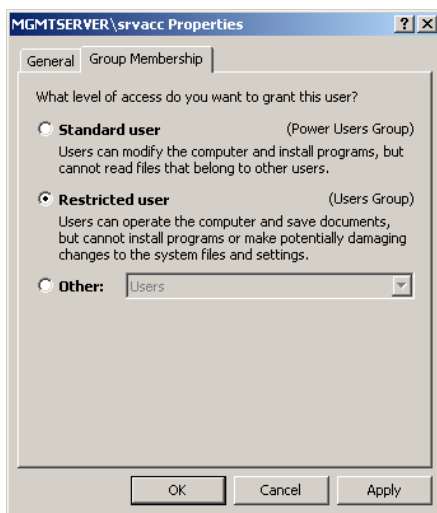 MGMTSERVER\srvacc Properties
General Group Membership
What level of access do you want to grant this user?
Standard user (Power Users Group)
Users can modify the computer and install programs, but
cannot read files that belong to other users.
Restricted user (Users Group)
Users can operate the computer and save documents,
but cannot install programs or make potentially damaging
changes to the system files and settings.
Other: Users
OK Cancel Apply